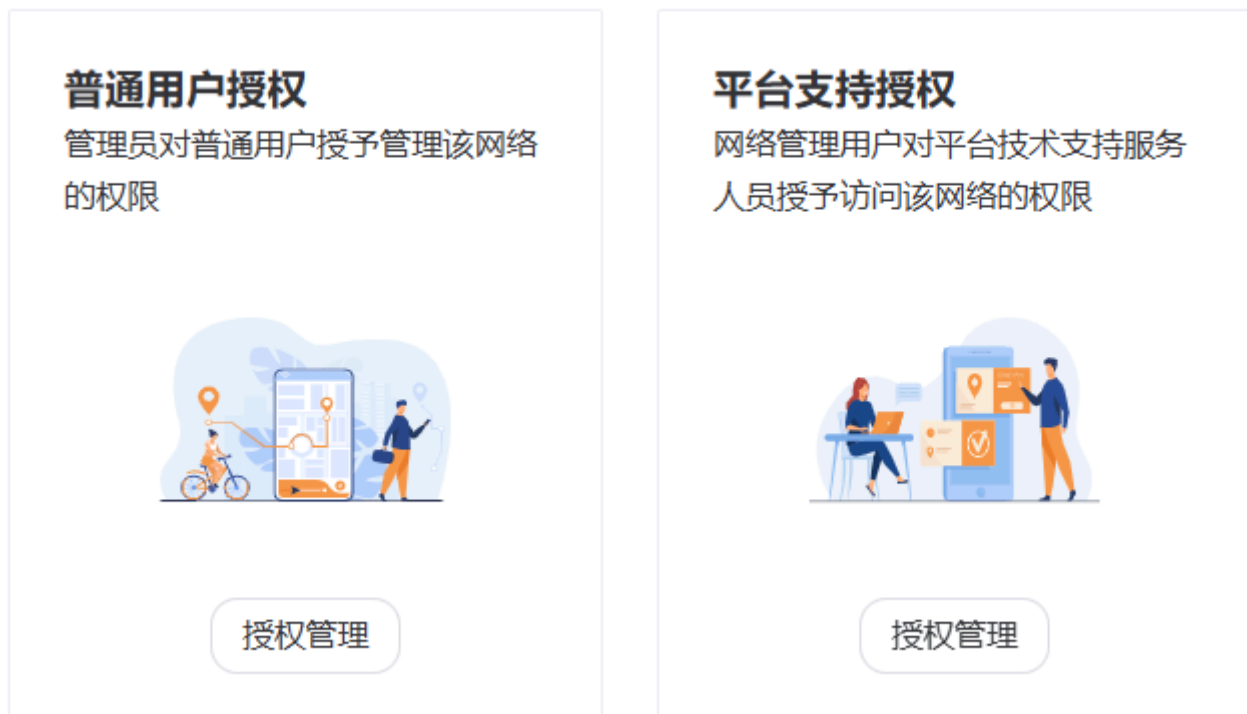 普通用户授权
管理员对普通用户授予管理该网络
的权限
授权管理
平台支持授权
网络管理用户对平台技术支持服务
人员授予访问该网络的权限
授权管理